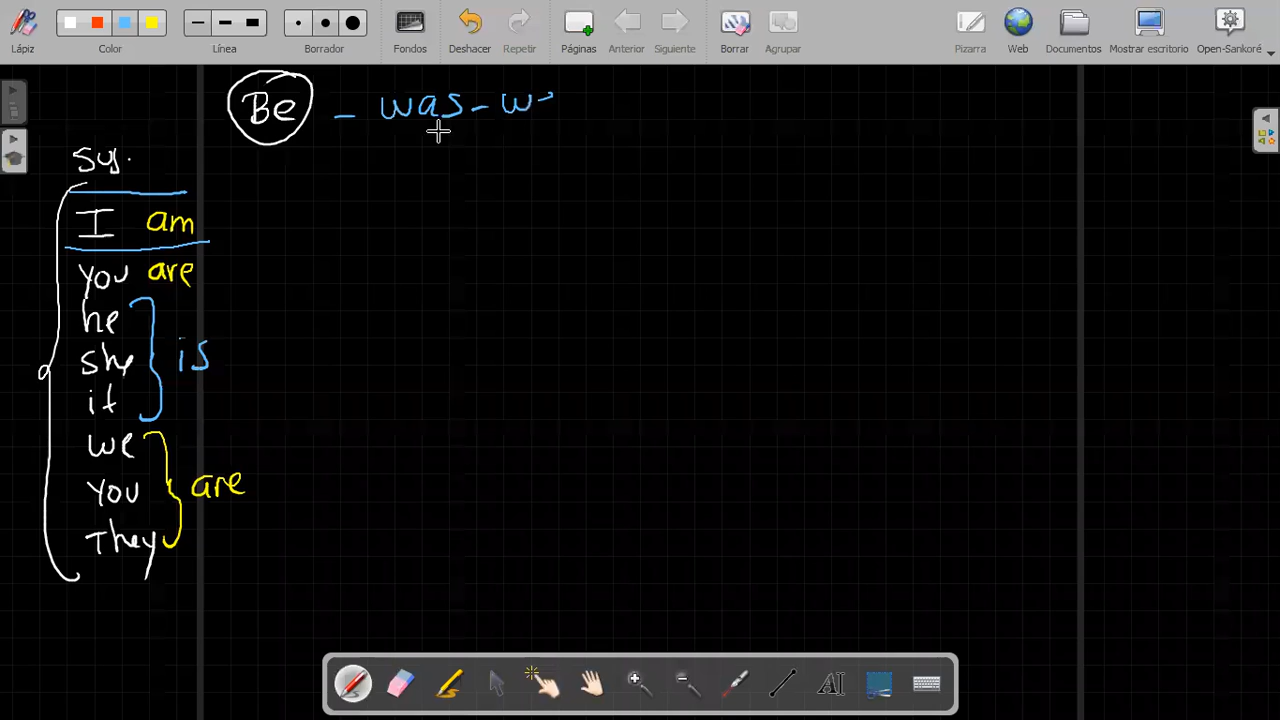 Lápiz Color Línea Borrador Fondos Deshacer Repetir Páginas Anterior Siguiente Borrar Agrupar Pizarra Web Documentos Mostrar escritorio Open-Sankoré
Be - was - w
I am
you are
he
she
it
is
we
you
They
are
AI